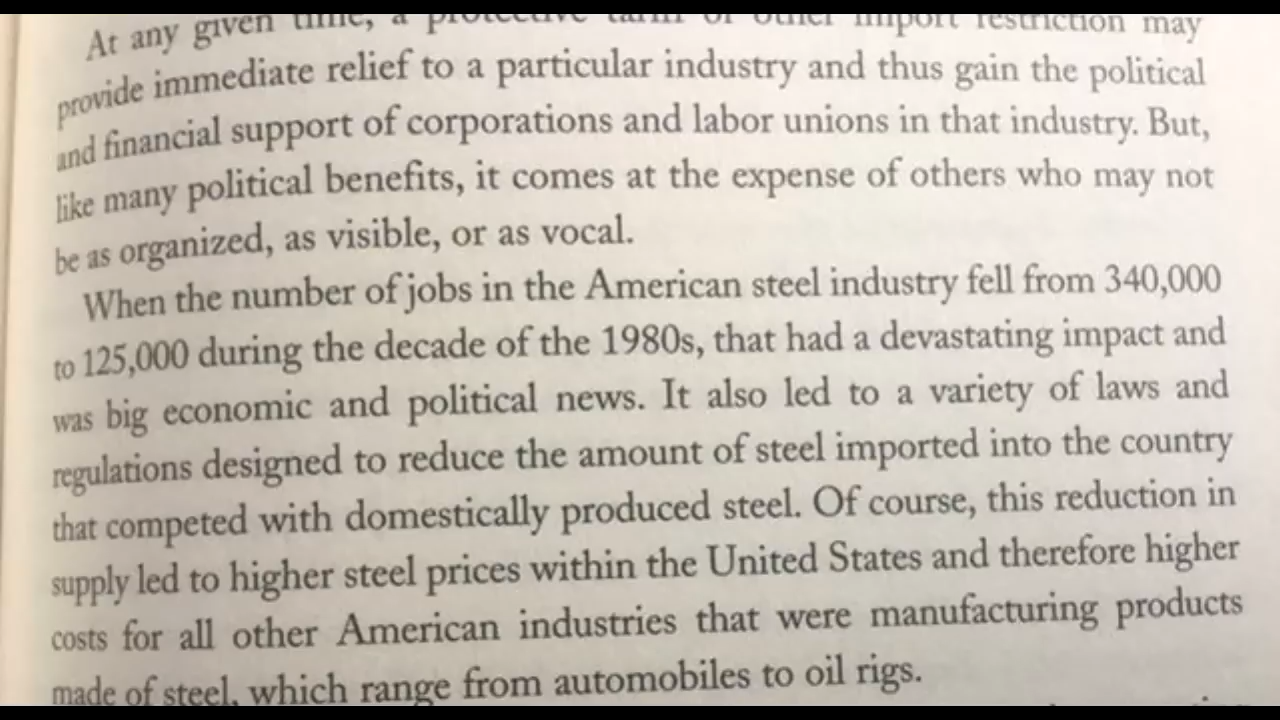 At any given time, a protective tariff or other import restriction may
provide immediate relief to a particular industry and thus gain the political
and financial support of corporations and labor unions in that industry. But,
like many political benefits, it comes at the expense of others who may not
be as organized, as visible, or as vocal.
When the number of jobs in the American steel industry fell from 340,000
to 125,000 during the decade of the 1980s, that had a devastating impact and
was big economic and political news. It also led to a variety of laws and
regulations designed to reduce the amount of steel imported into the country
that competed with domestically produced steel. Of course, this reduction in
supply led to higher steel prices within the United States and therefore higher
costs for all other American industries that were manufacturing products
made of steel, which range from automobiles to oil rigs.